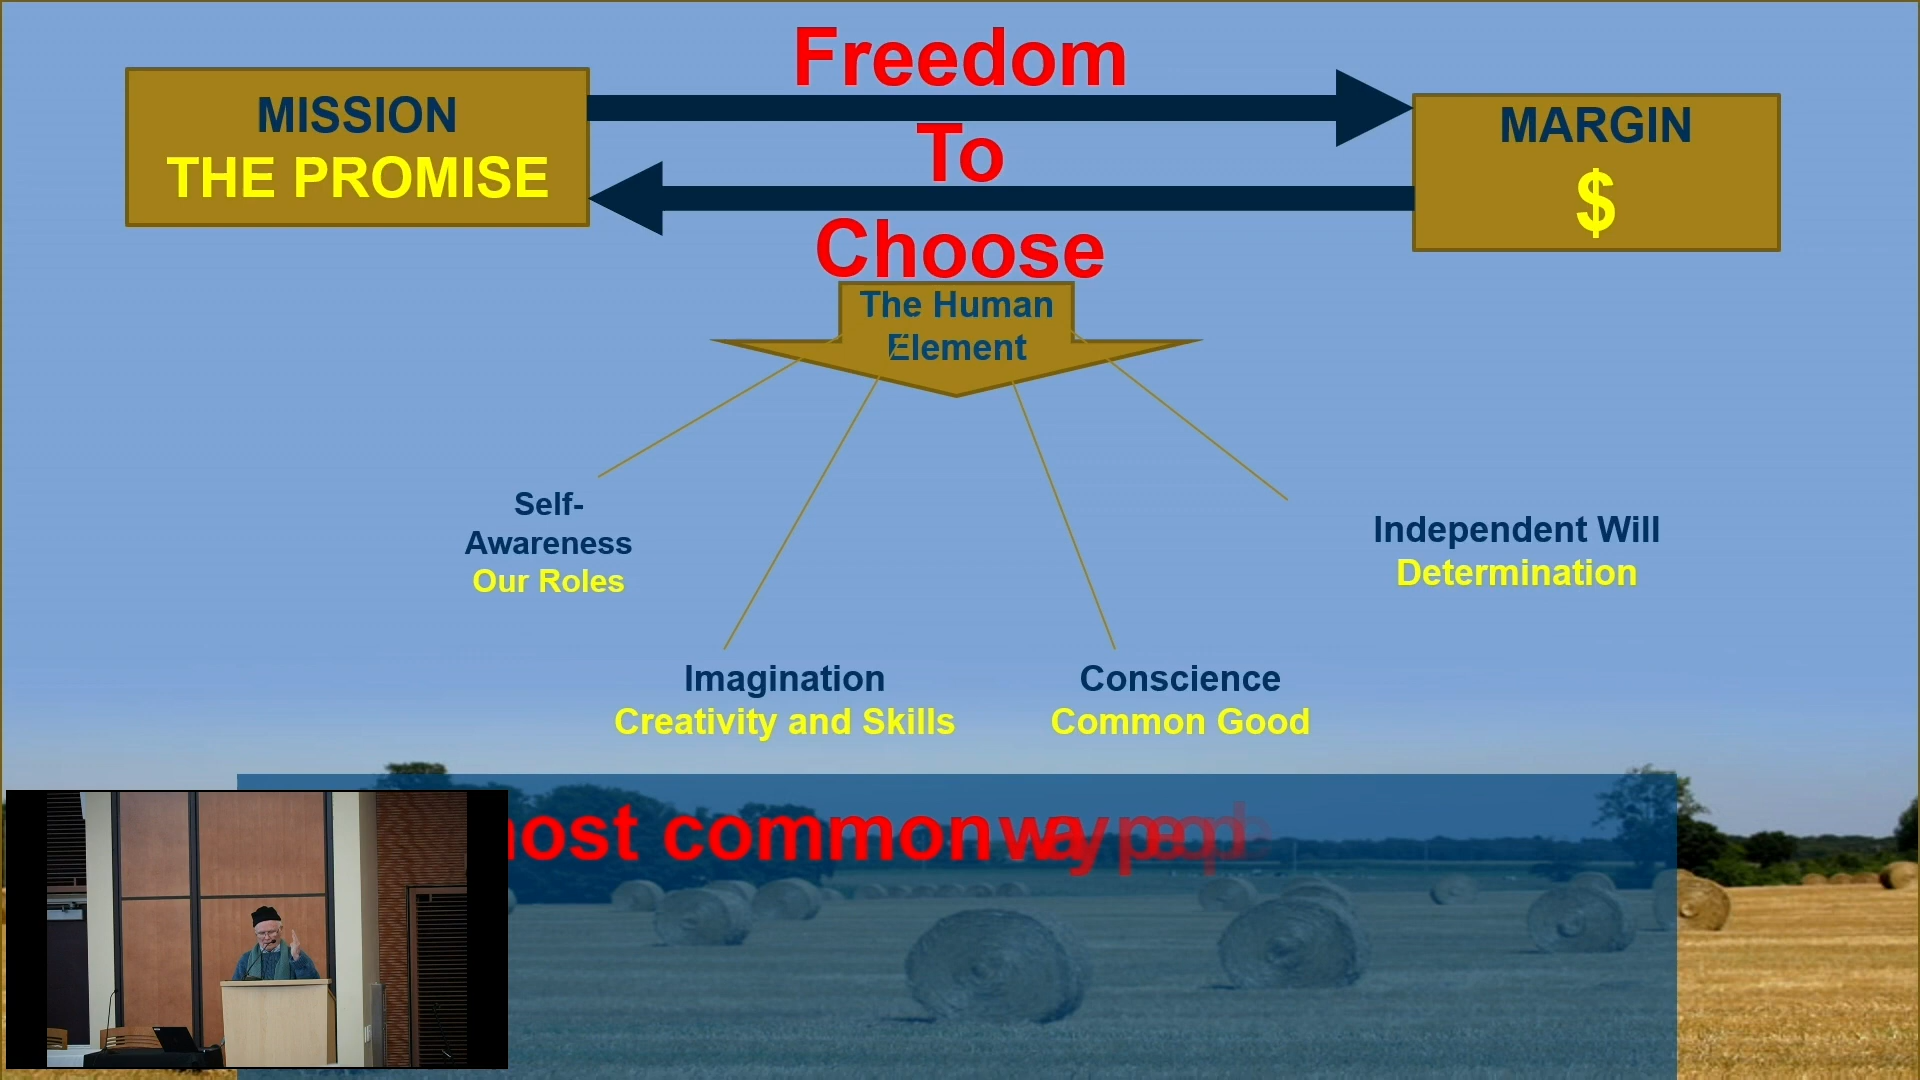 Freedom
To
Choose
MISSION
THE PROMISE
MARGIN
$
The Human
Element
Self-
Awareness
Our Roles
Independent Will
Determination
Imagination
Creativity and Skills
Conscience
Common Good
common way